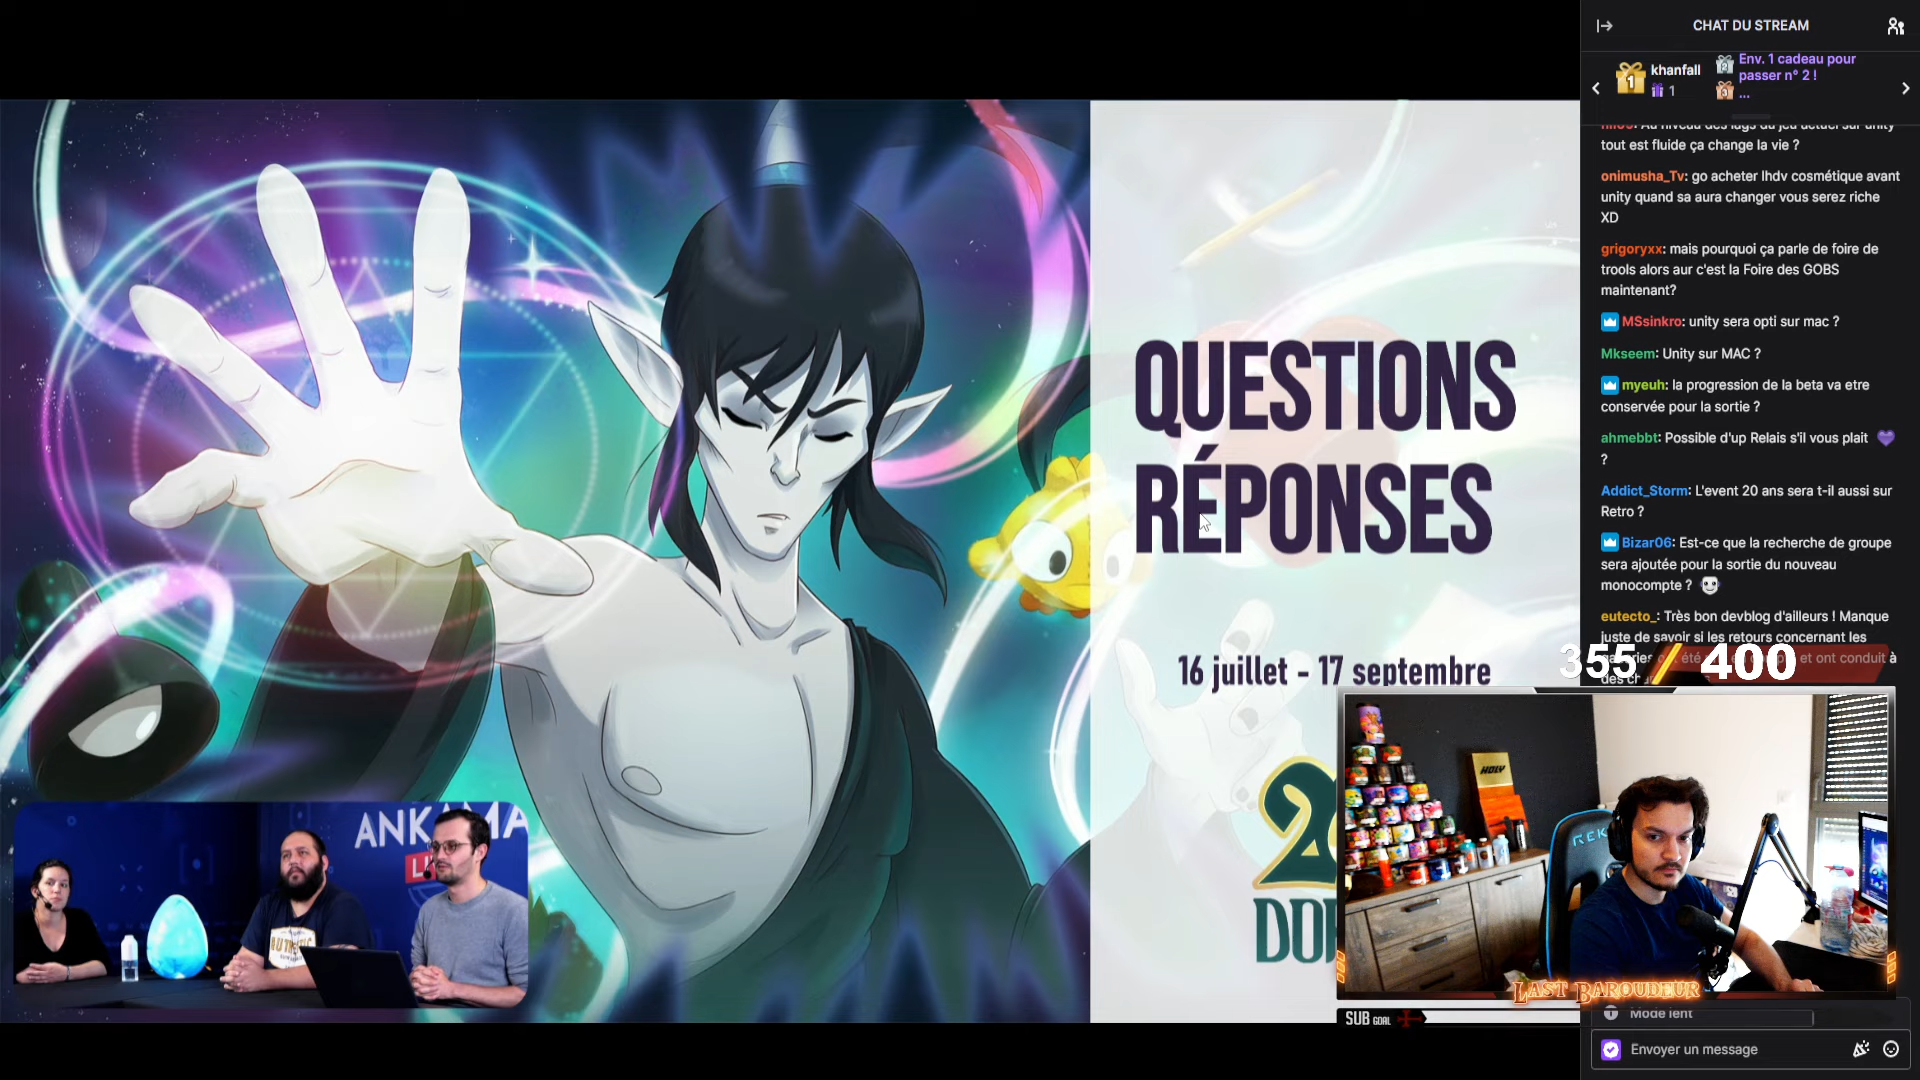 CHAT DU STREAM
khanfall
1
Env. 1 cadeau pour
passer n° 2 !
...
1
tout est fluide ça change la vie ?
onimusha_Tv: go acheter lhdv cosmétique avant
unity quand sa aura changer vous serez riche
XD
grigoryxx: mais pourquoi ça parle de foire de
trools alors aur c'est la Foire des GOBS
maintenant?
MSsinkro: unity sera opti sur mac ?
Mkseem: Unity sur MAC ?
myeuh: la progression de la beta va etre
conservée pour la sortie ?
ahmebbt: Possible d'up Relais s'il vous plait
?
Addict_Storm: L'event 20 ans sera t-il aussi sur
Retro ?
Bizar06: Est-ce que la recherche de groupe
sera ajoutée pour la sortie du nouveau
monocompte ?
eutecto_: Très bon devblog d'ailleurs ! Manque
juste de savoir si les retours concernant les
et ont conduit à
355 / 400
QUESTIONS
RÉPONSES
16 juillet - 17 septembre
ANKAMA
HOLY
LAST BAROUDEUR
SUB GOAL
Mode lent
Envoyer un message